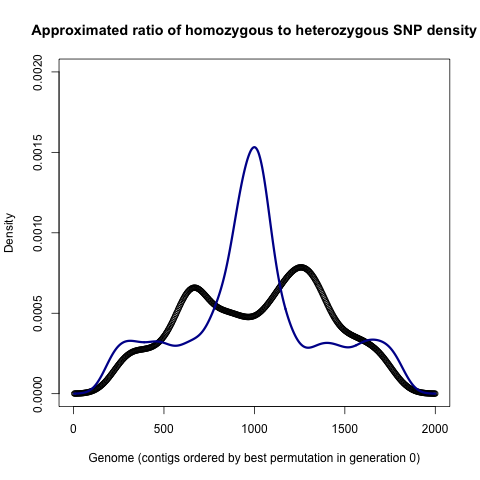 Approximated ratio of homozygous to heterozygous SNP density
Density
0.0020
0.0015
0.0010
0.0005
0.0000
0 500 1000 1500 2000
Genome (contigs ordered by best permutation in generation 0)